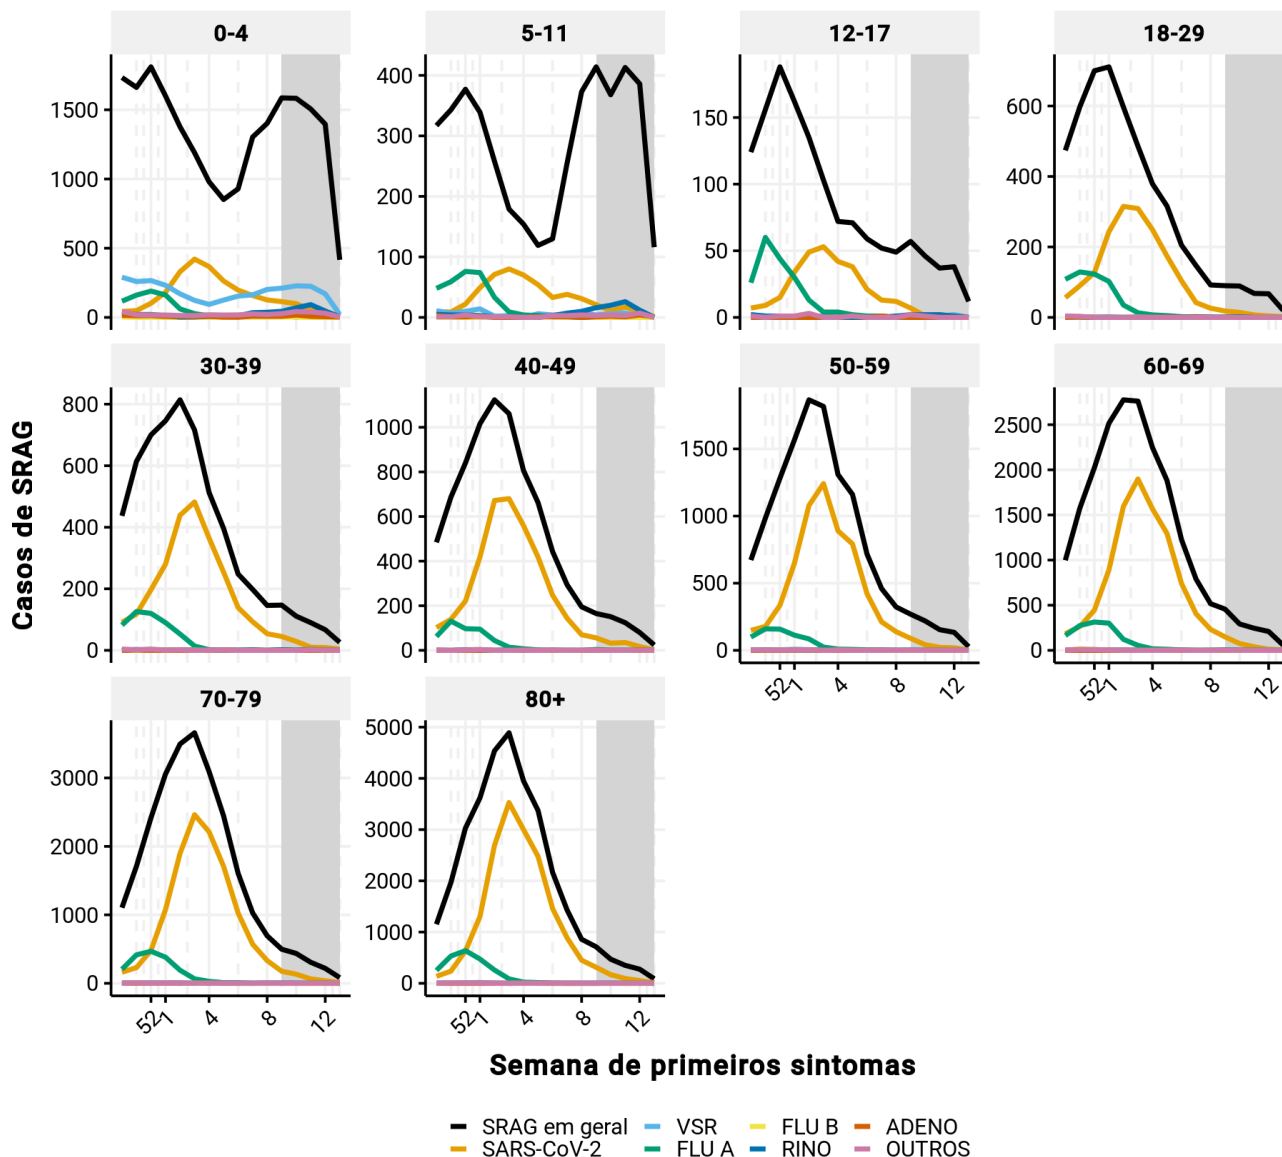 0-4 5-11 12-17 18-29
1500 400 150 600
1000 300 100 400
500 200 50 200
0 100 0 0
0
30-39 40-49 50-59 60-69
800 1000 1500 2500
600 800 1000 2000
400 600 500 1500
200 400 0 1000
0 200 500
0 0
52 1 4 8 12 52 1 4 8 12
70-79 80+
3000 5000
2000 4000
1000 3000
0 2000
1000
0
52 1 4 8 12 52 1 4 8 12
Casos de SRAG
Semana de primeiros sintomas
SRAG em geral VSR FLU B ADENO
SARS-CoV-2 FLU A RINO OUTROS